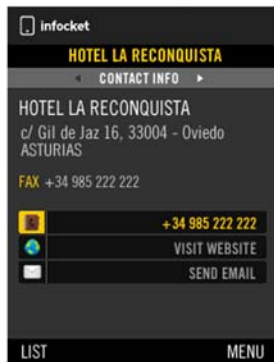 infocket
HOTEL LA RECONQUISTA
CONTACT INFO
HOTEL LA RECONQUISTA
c/ Gil de Jaz 16, 33004 - Oviedo
ASTURIAS
FAX +34 985 222 222
+34 985 222 222
VISIT WEBSITE
SEND EMAIL
LIST MENU